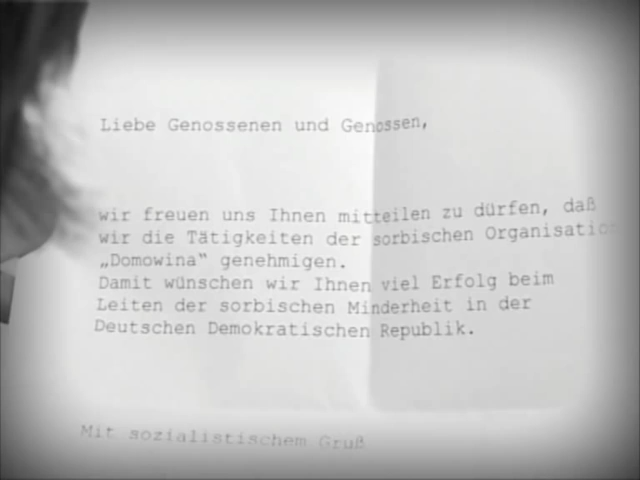 Liebe Genossenen und Genossen,
wir freuen uns Ihnen mitteilen zu dürfen, daß
wir die Tätigkeiten der sorbischen Organisation
„Domowina“ genehmigen.
Damit wünschen wir Ihnen viel Erfolg beim
Leiten der sorbischen Minderheit in der
Deutschen Demokratischen Republik.
Mit sozialistischem Gruß